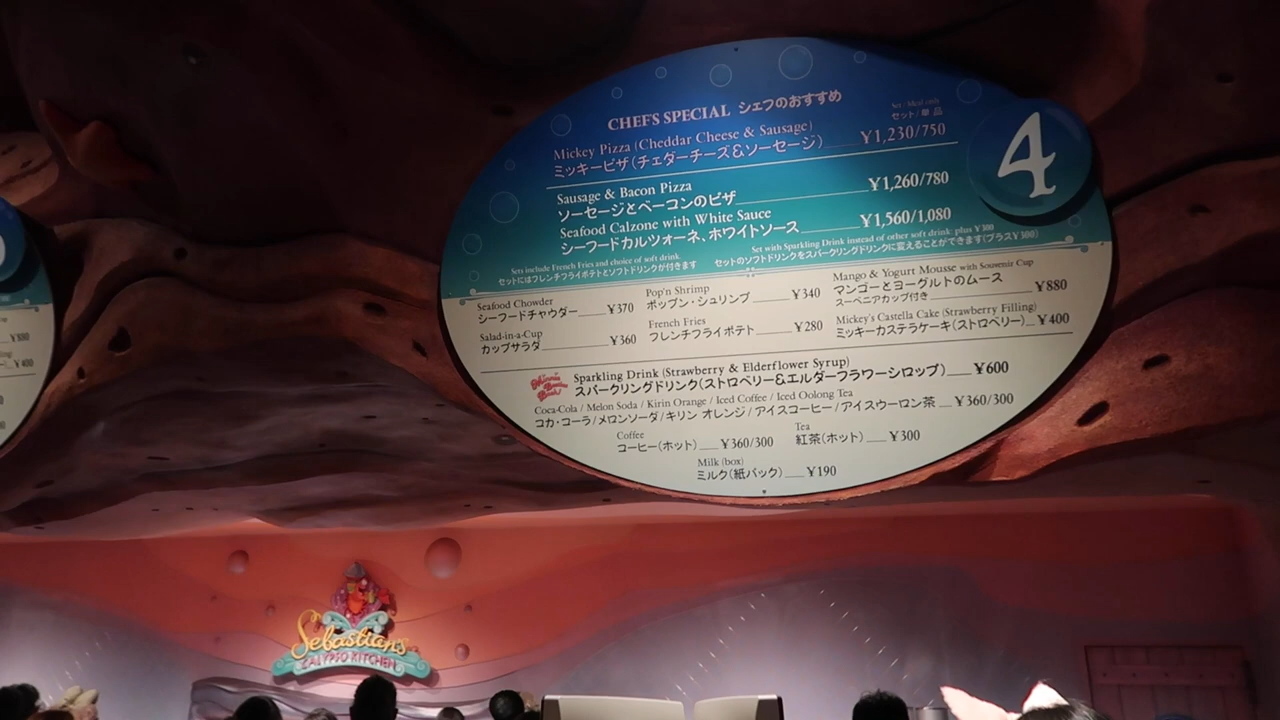 CHEF'S SPECIAL シェフのおすすめ
Set / Meal only
セット/単品
Mickey Pizza (Cheddar Cheese & Sausage)
ミッキーピザ(チェダーチーズ&ソーセージ) ¥1,230/750
4
Sausage & Bacon Pizza
ソーセージとベーコンのピザ ¥1,260/780
Seafood Calzone with White Sauce
シーフードカルツォーネ、ホワイトソース ¥1,560/1,080
Sets include French Fries and choice of soft drink.
セットにはフレンチフライポテトとソフトドリンクが付きます
Set with Sparkling Drink instead of other soft drink: plus ¥300
セットのソフトドリンクをスパークリングドリンクに変えることができます(プラス¥300)
Seafood Chowder
シーフードチャウダー ¥370
Pop'n Shrimp
ポップン・シュリンプ ¥340
Mango & Yogurt Mousse with Souvenir Cup
マンゴーとヨーグルトのムース
スーベニアカップ付き ¥880
Salad-in-a-Cup
カップサラダ ¥360
French Fries
フレンチフライポテト ¥280
Mickey's Castella Cake (Strawberry Filling)
ミッキーカステラケーキ(ストロベリー) ¥400
Sparkling Drink (Strawberry & Elderflower Syrup)
スパークリングドリンク(ストロベリー&エルダーフラワーシロップ) ¥600
Coca-Cola / Melon Soda / Kirin Orange / Iced Coffee / Iced Oolong Tea
コカ・コーラ/メロンソーダ/キリン オレンジ/アイスコーヒー/アイスウーロン茶 ¥360/300
Coffee
コーヒー(ホット) ¥360/300
Tea
紅茶(ホット) ¥300
Milk (box)
ミルク(紙パック) ¥190
¥880
¥400
Sebastian's
CALYPSO KITCHEN